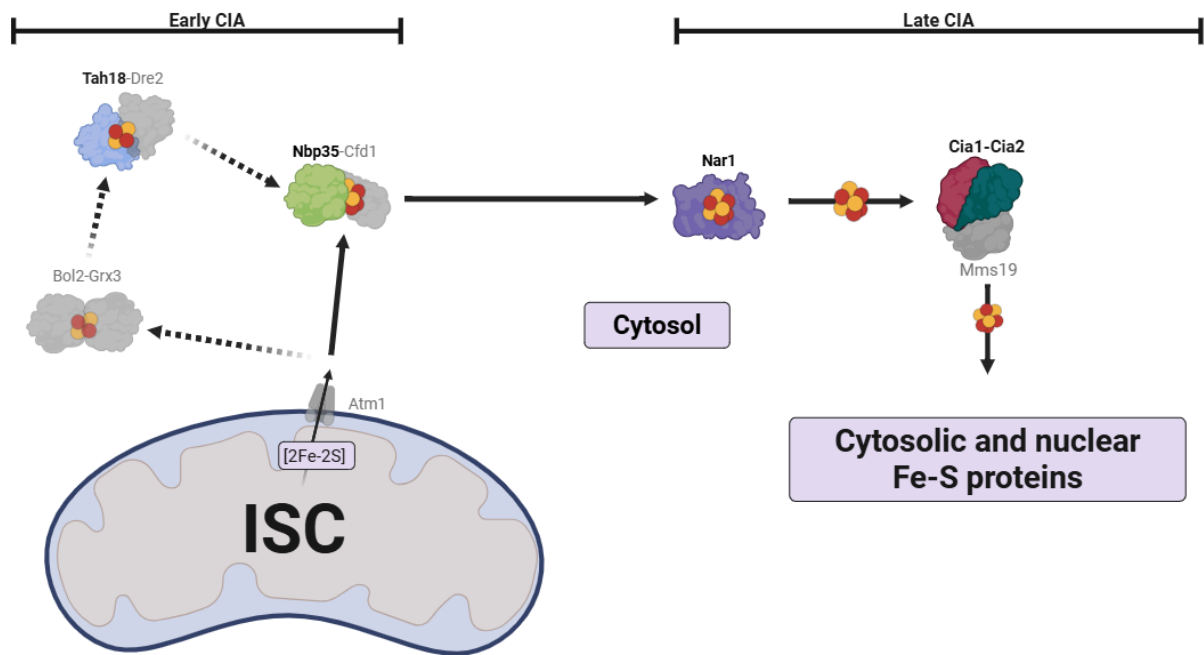 Early CIA
Late CIA
Tah18-Dre2
Nbp35-Cfd1
Nar1
Cia1-Cia2
Mms19
Bol2-Grx3
Cytosol
Atm1
[2Fe-2S]
ISC
Cytosolic and nuclear
Fe-S proteins